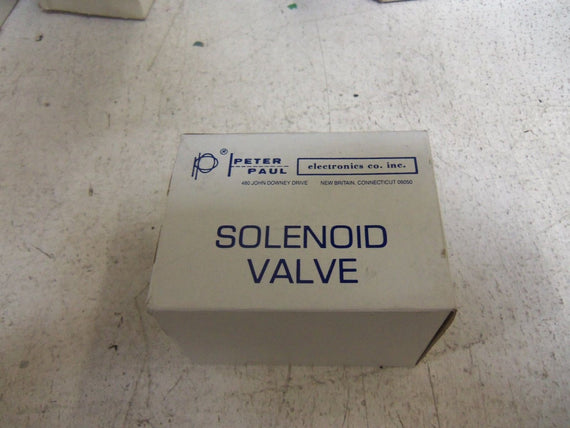 PETER
PAUL
electronics co. inc.
480 JOHN DOWNEY DRIVE NEW BRITAIN, CONNECTICUT 06050
SOLENOID
VALVE